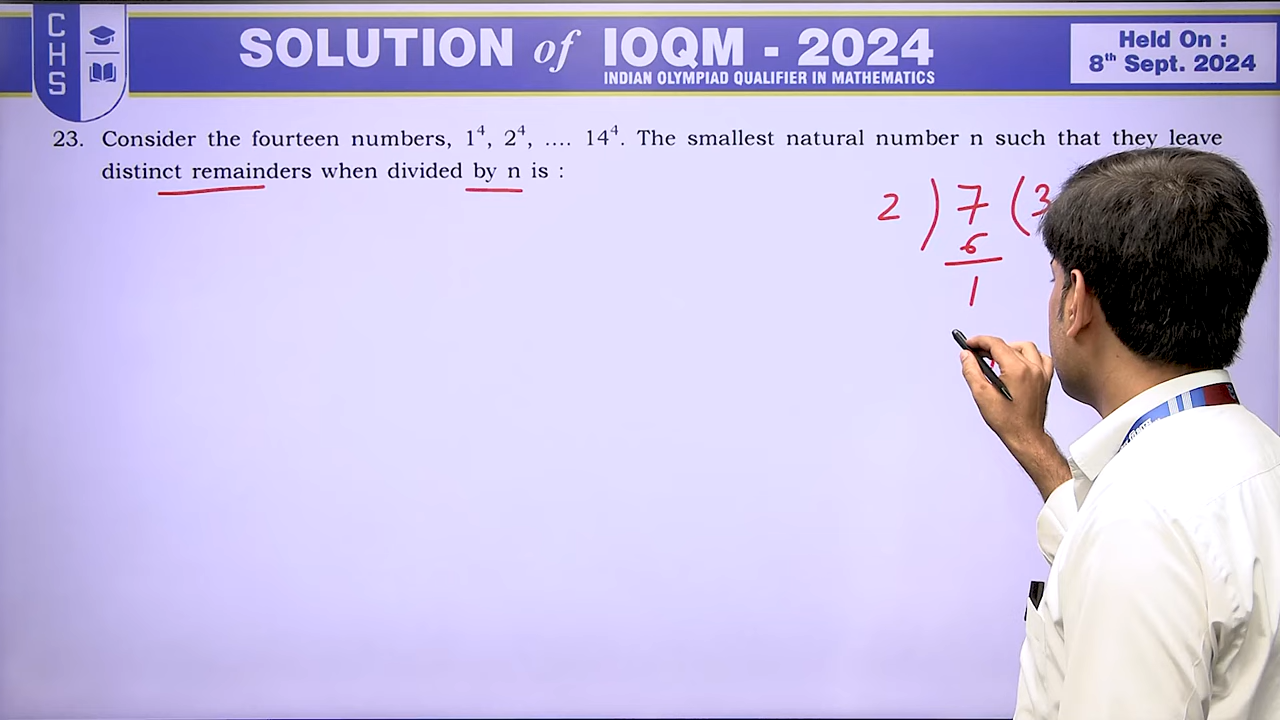 CHS
SOLUTION of IOQM - 2024
INDIAN OLYMPIAD QUALIFIER IN MATHEMATICS
Held On :
8th Sept. 2024
23. Consider the fourteen numbers, 1⁴, 2⁴, .... 14⁴. The smallest natural number n such that they leave
distinct remainders when divided by n is :
2 ) 7 ( 3
6
1